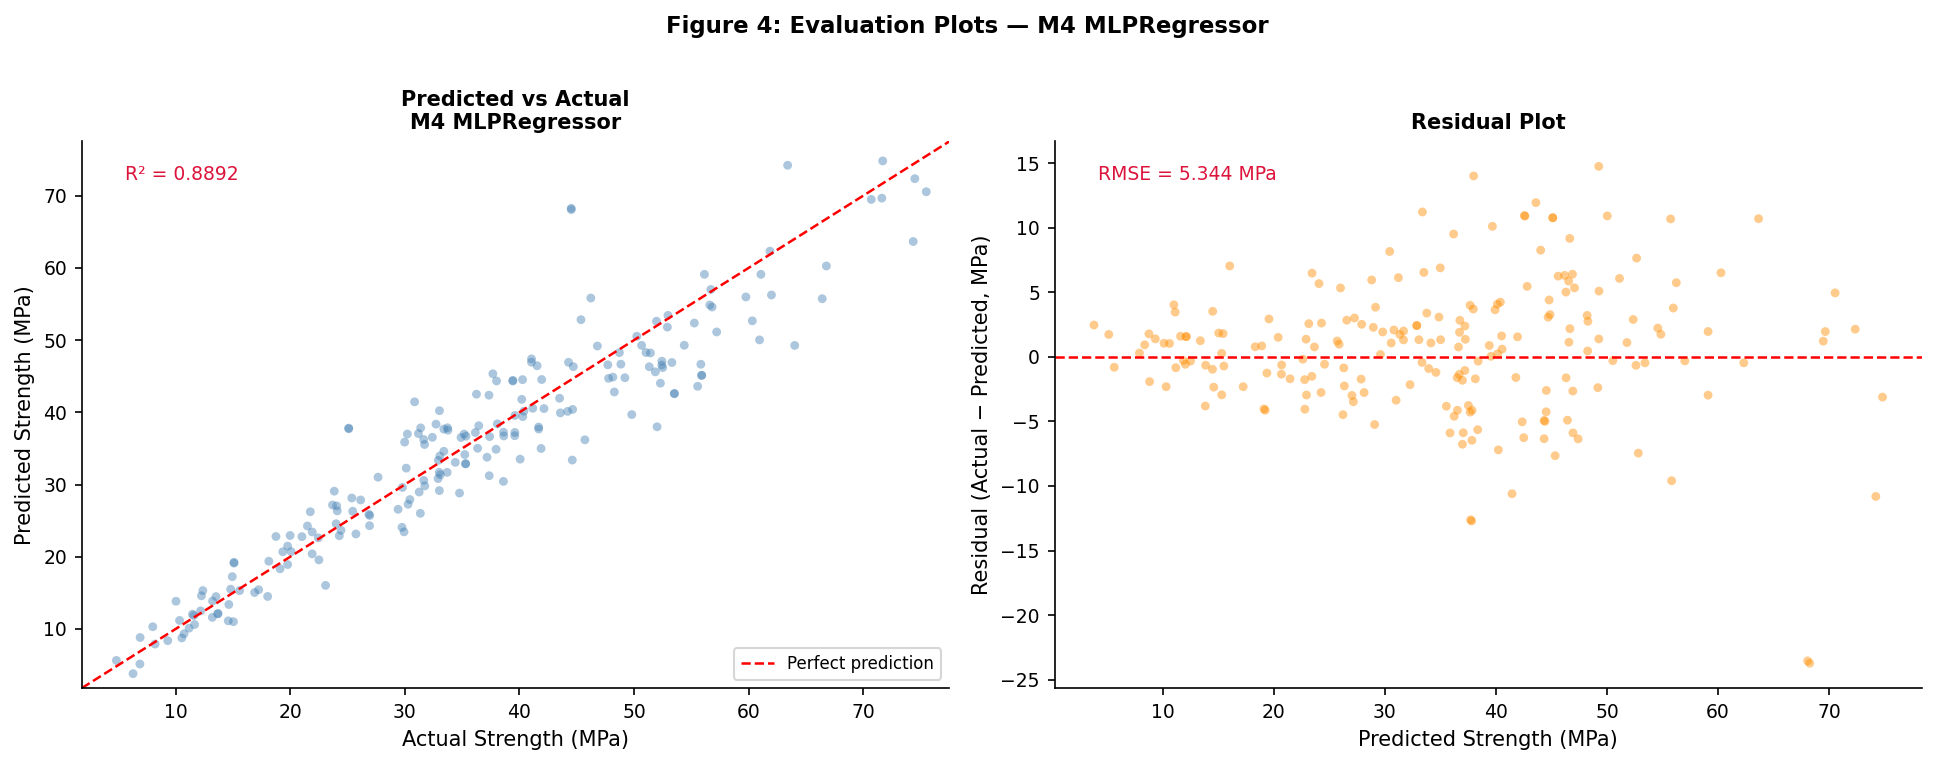 Figure 4: Evaluation Plots — M4 MLPRegressor
Predicted vs Actual
M4 MLPRegressor
R² = 0.8892
70
60
50
40
30
20
10
Predicted Strength (MPa)
Perfect prediction
10 20 30 40 50 60 70
Actual Strength (MPa)
Residual Plot
RMSE = 5.344 MPa
15
10
5
0
−5
−10
−15
−20
−25
Residual (Actual − Predicted, MPa)
10 20 30 40 50 60 70
Predicted Strength (MPa)